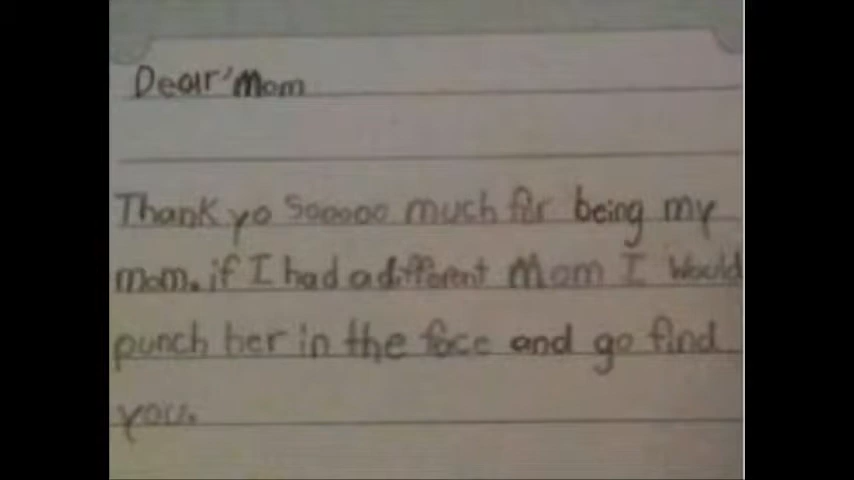 Dear Mom
Thank yo Sooooo much for being my
mom. if I had a different Mom I Would
punch her in the face and go find
you.